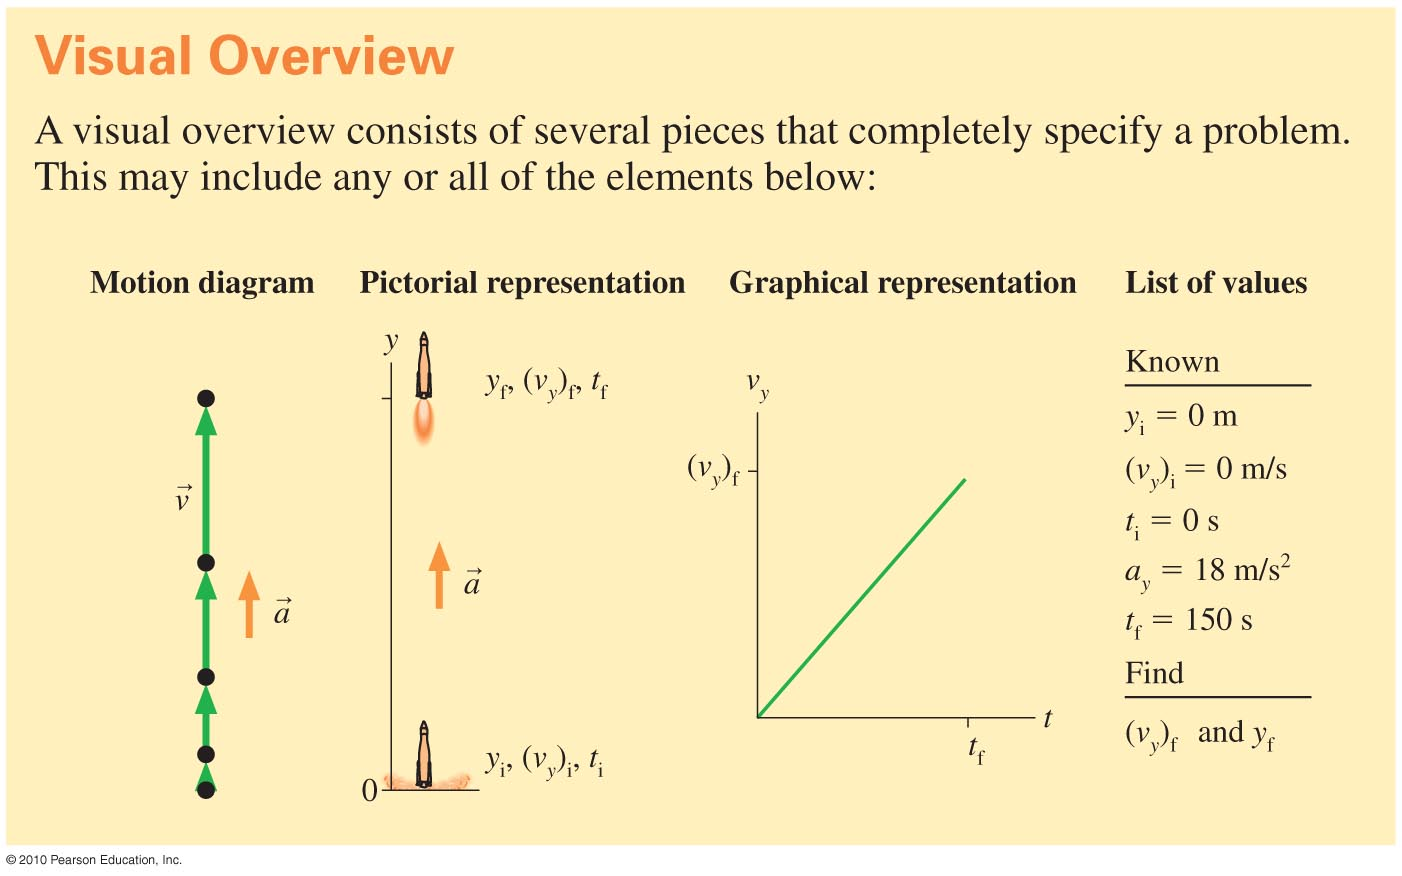 Visual Overview
A visual overview consists of several pieces that completely specify a problem.
This may include any or all of the elements below:
Motion diagram
v⃗
a⃗
Pictorial representation
y
y_f, (v_y)_f, t_f
a⃗
y_i, (v_y)_i, t_i
0
Graphical representation
v_y
(v_y)_f
t
t_f
List of values
Known
y_i = 0 m
(v_y)_i = 0 m/s
t_i = 0 s
a_y = 18 m/s²
t_f = 150 s
Find
(v_y)_f and y_f
© 2010 Pearson Education, Inc.